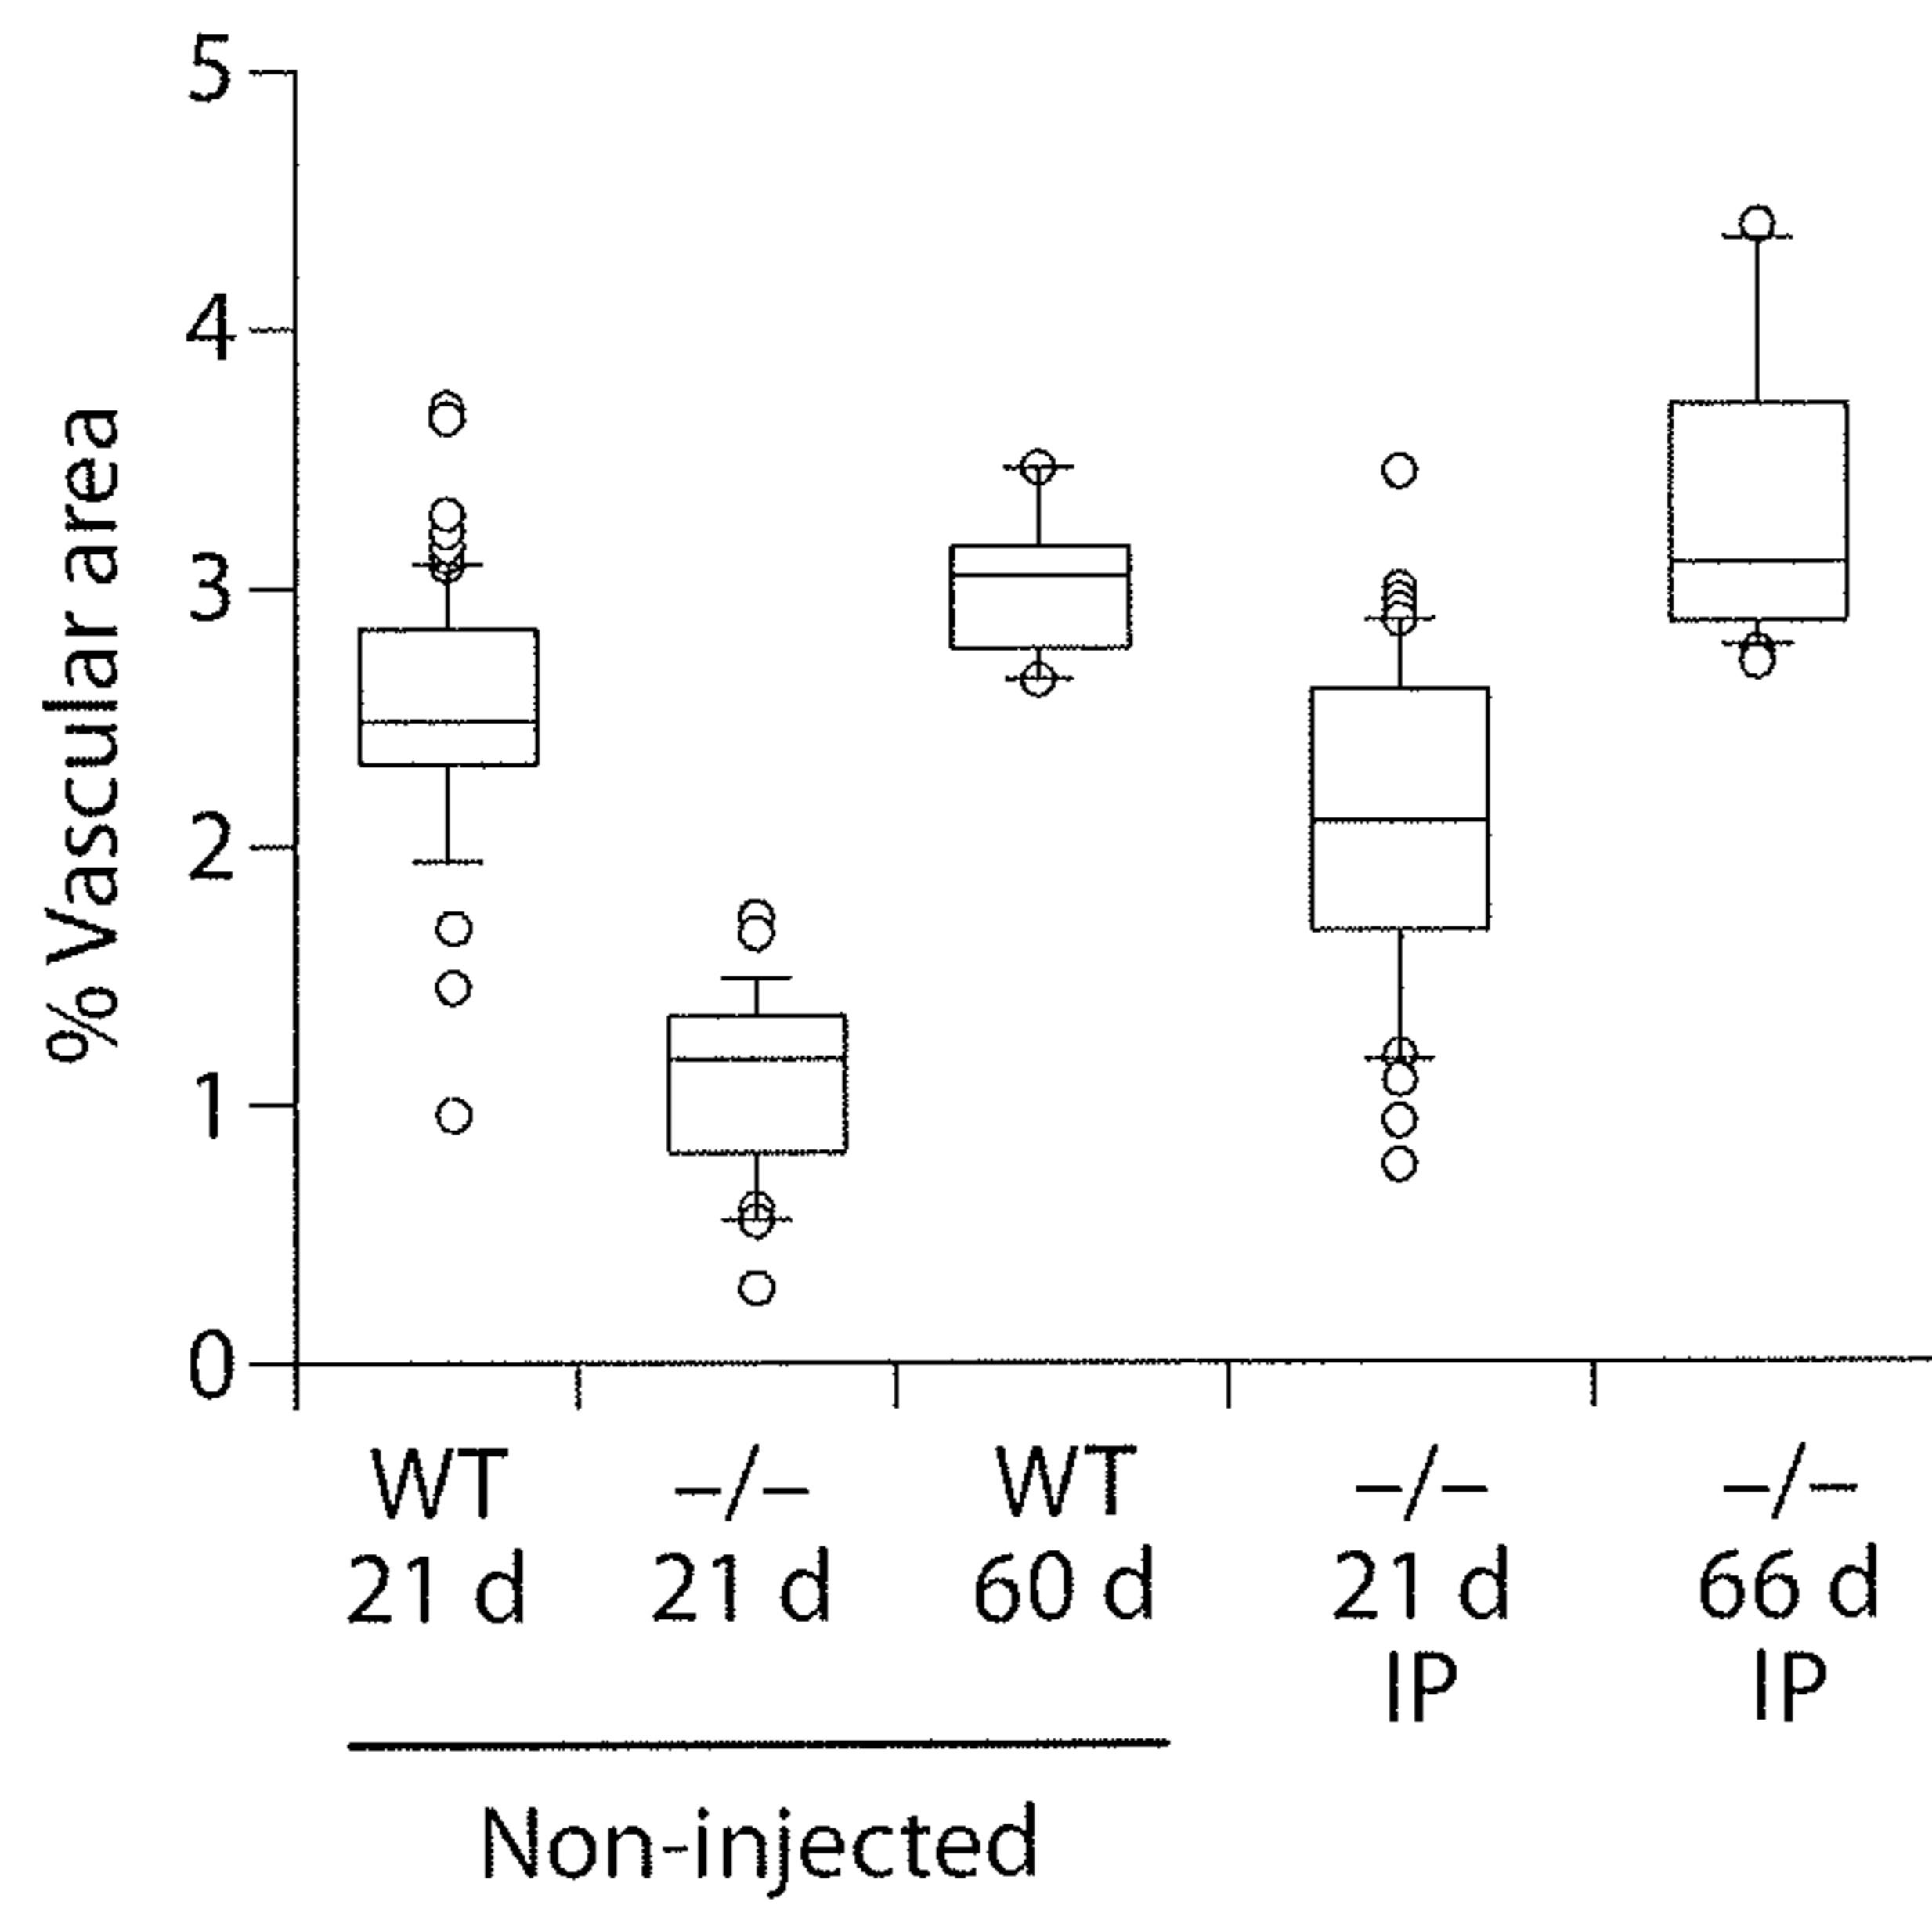 % Vascular area
5
4
3
2
1
0
WT –/– WT –/– –/–
21 d 21 d 60 d 21 d 66 d
IP IP
Non-injected